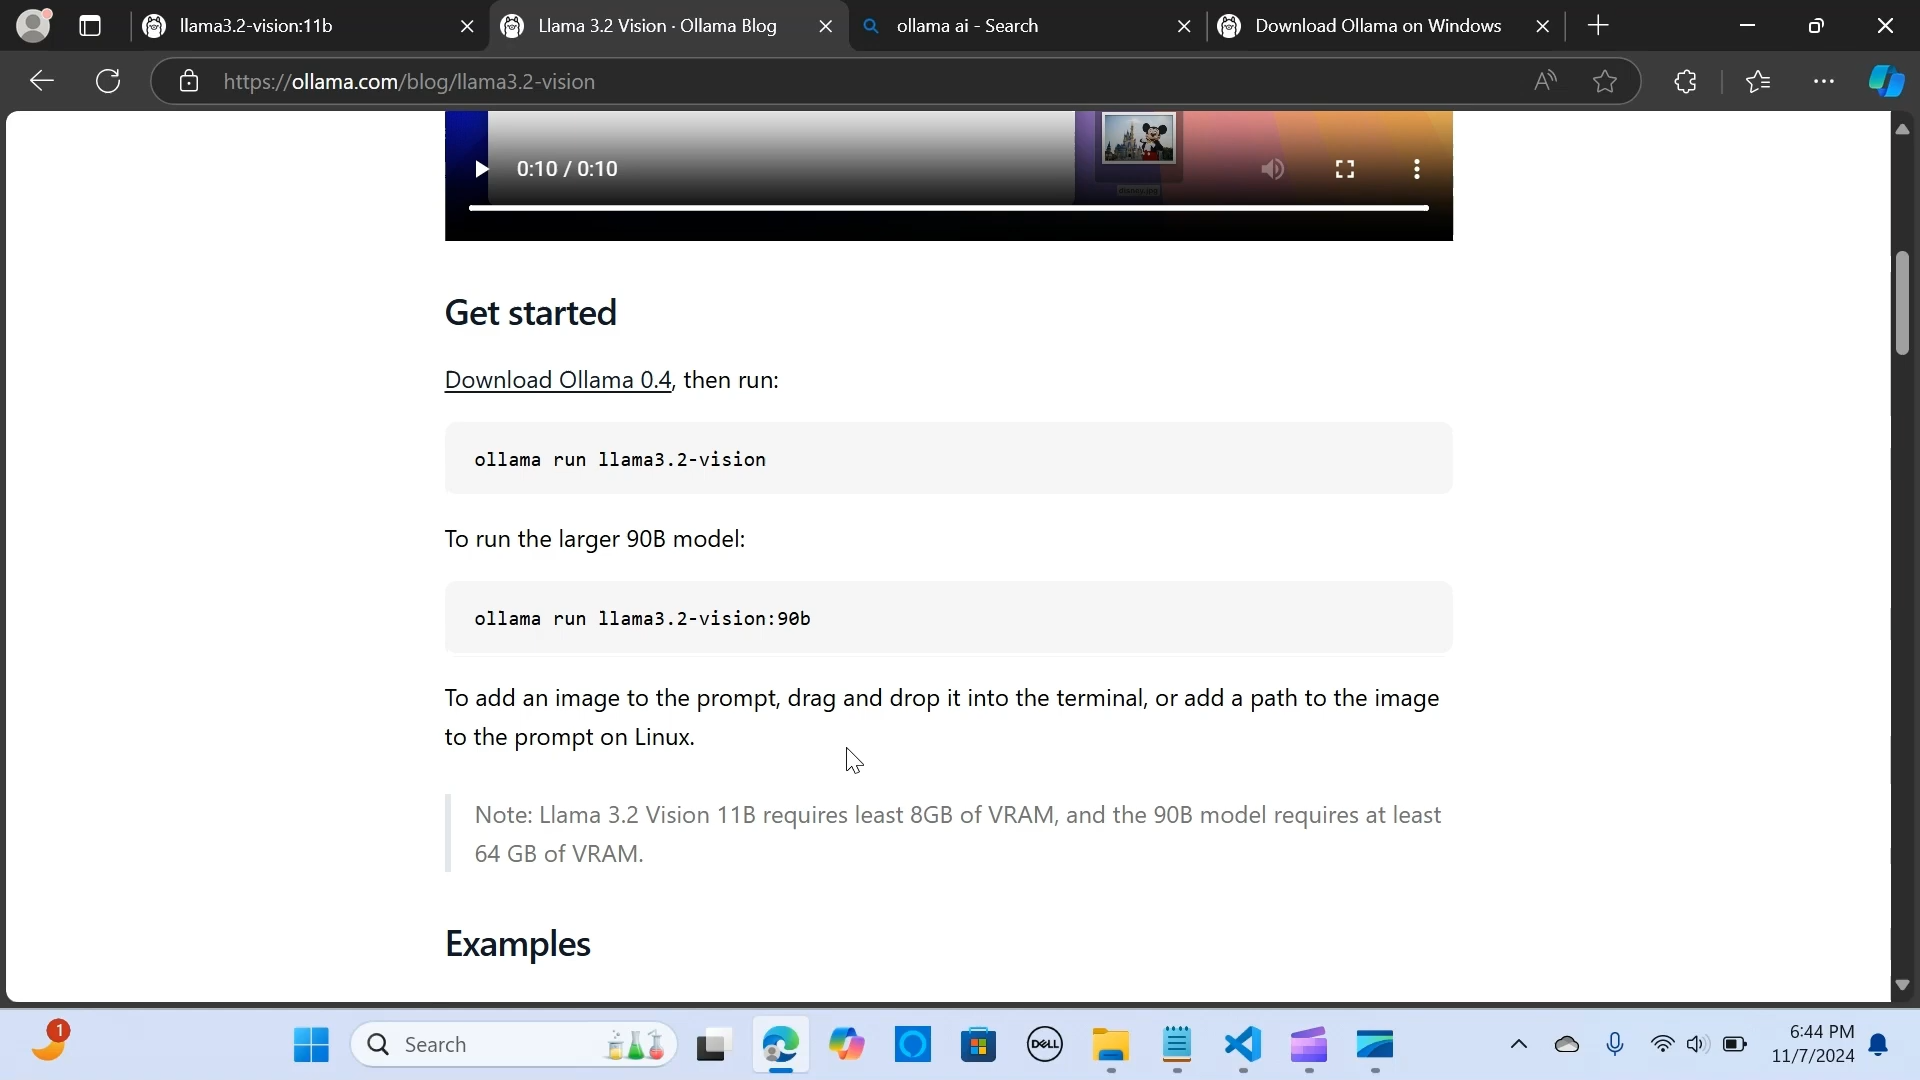 llama3.2-vision:11b
Llama 3.2 Vision · Ollama Blog
ollama ai - Search
Download Ollama on Windows
https://ollama.com/blog/llama3.2-vision
0:10 / 0:10
Get started
Download Ollama 0.4, then run:
ollama run llama3.2-vision
To run the larger 90B model:
ollama run llama3.2-vision:90b
To add an image to the prompt, drag and drop it into the terminal, or add a path to the image
to the prompt on Linux.
Note: Llama 3.2 Vision 11B requires least 8GB of VRAM, and the 90B model requires at least
64 GB of VRAM.
Examples
1
Search
DELL
6:44 PM
11/7/2024